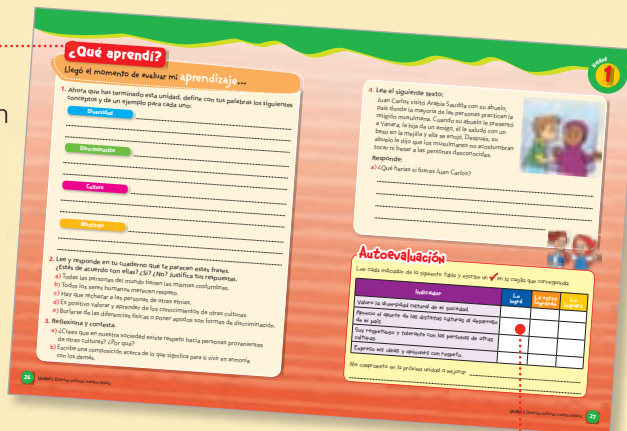 ¿Qué aprendí?
Llegó el momento de evaluar mi aprendizaje...
1. Ahora que has terminado esta unidad, define con tus palabras los siguientes
conceptos y da un ejemplo para cada uno:
Diversidad
Discriminación
Cultura
Mestizaje
2. Lee y responde en tu cuaderno qué te parecen estas frases.
¿Estás de acuerdo con ellas? ¿Sí? ¿No? Justifica tus respuestas.
a) Todas las personas del mundo tienen las mismas costumbres.
b) Todos los seres humanos merecen respeto.
c) Hay que rechazar a las personas de otras etnias.
d) Es positivo valorar y aprender de los conocimientos de otras culturas.
e) Burlarse de las diferencias físicas o poner apodos son formas de discriminación.
3. Reflexiona y contesta.
a) ¿Crees que en nuestra sociedad existe respeto hacia personas provenientes
de otras culturas? ¿Por qué?
b) Escribe una composición acerca de lo que significa para ti vivir en armonía
con los demás.
26
n
Unidad
1
4. Lee el siguiente texto:
Juan Carlos visitó Arabia Saudita con su abuelo,
país donde la mayoría de las personas practican la
religión musulmana. Cuando su abuelo le presentó
a Yanara, la hija de un amigo, él la saludó con un
beso en la mejilla y ella se enojó. Después, su
abuelo le dijo que los musulmanes no acostumbran
tocar ni besar a las personas desconocidas.
Responde:
a) ¿Qué harías si fueras Juan Carlos?
Autoevaluación
Lee cada indicador de la siguiente tabla y escribe un ✓ en la casilla que corresponda.
Indicador
Lo logré
Lo estoy logrando
Lo lograré
Valoro la diversidad cultural de mi sociedad.
Aprecio el aporte de las distintas culturas al desarrollo
de mi país.
Soy respetuoso y tolerante con las personas de otras
culturas.
Expreso mis ideas y opiniones con respeto.
Me comprometo en la próxima unidad a mejorar
27